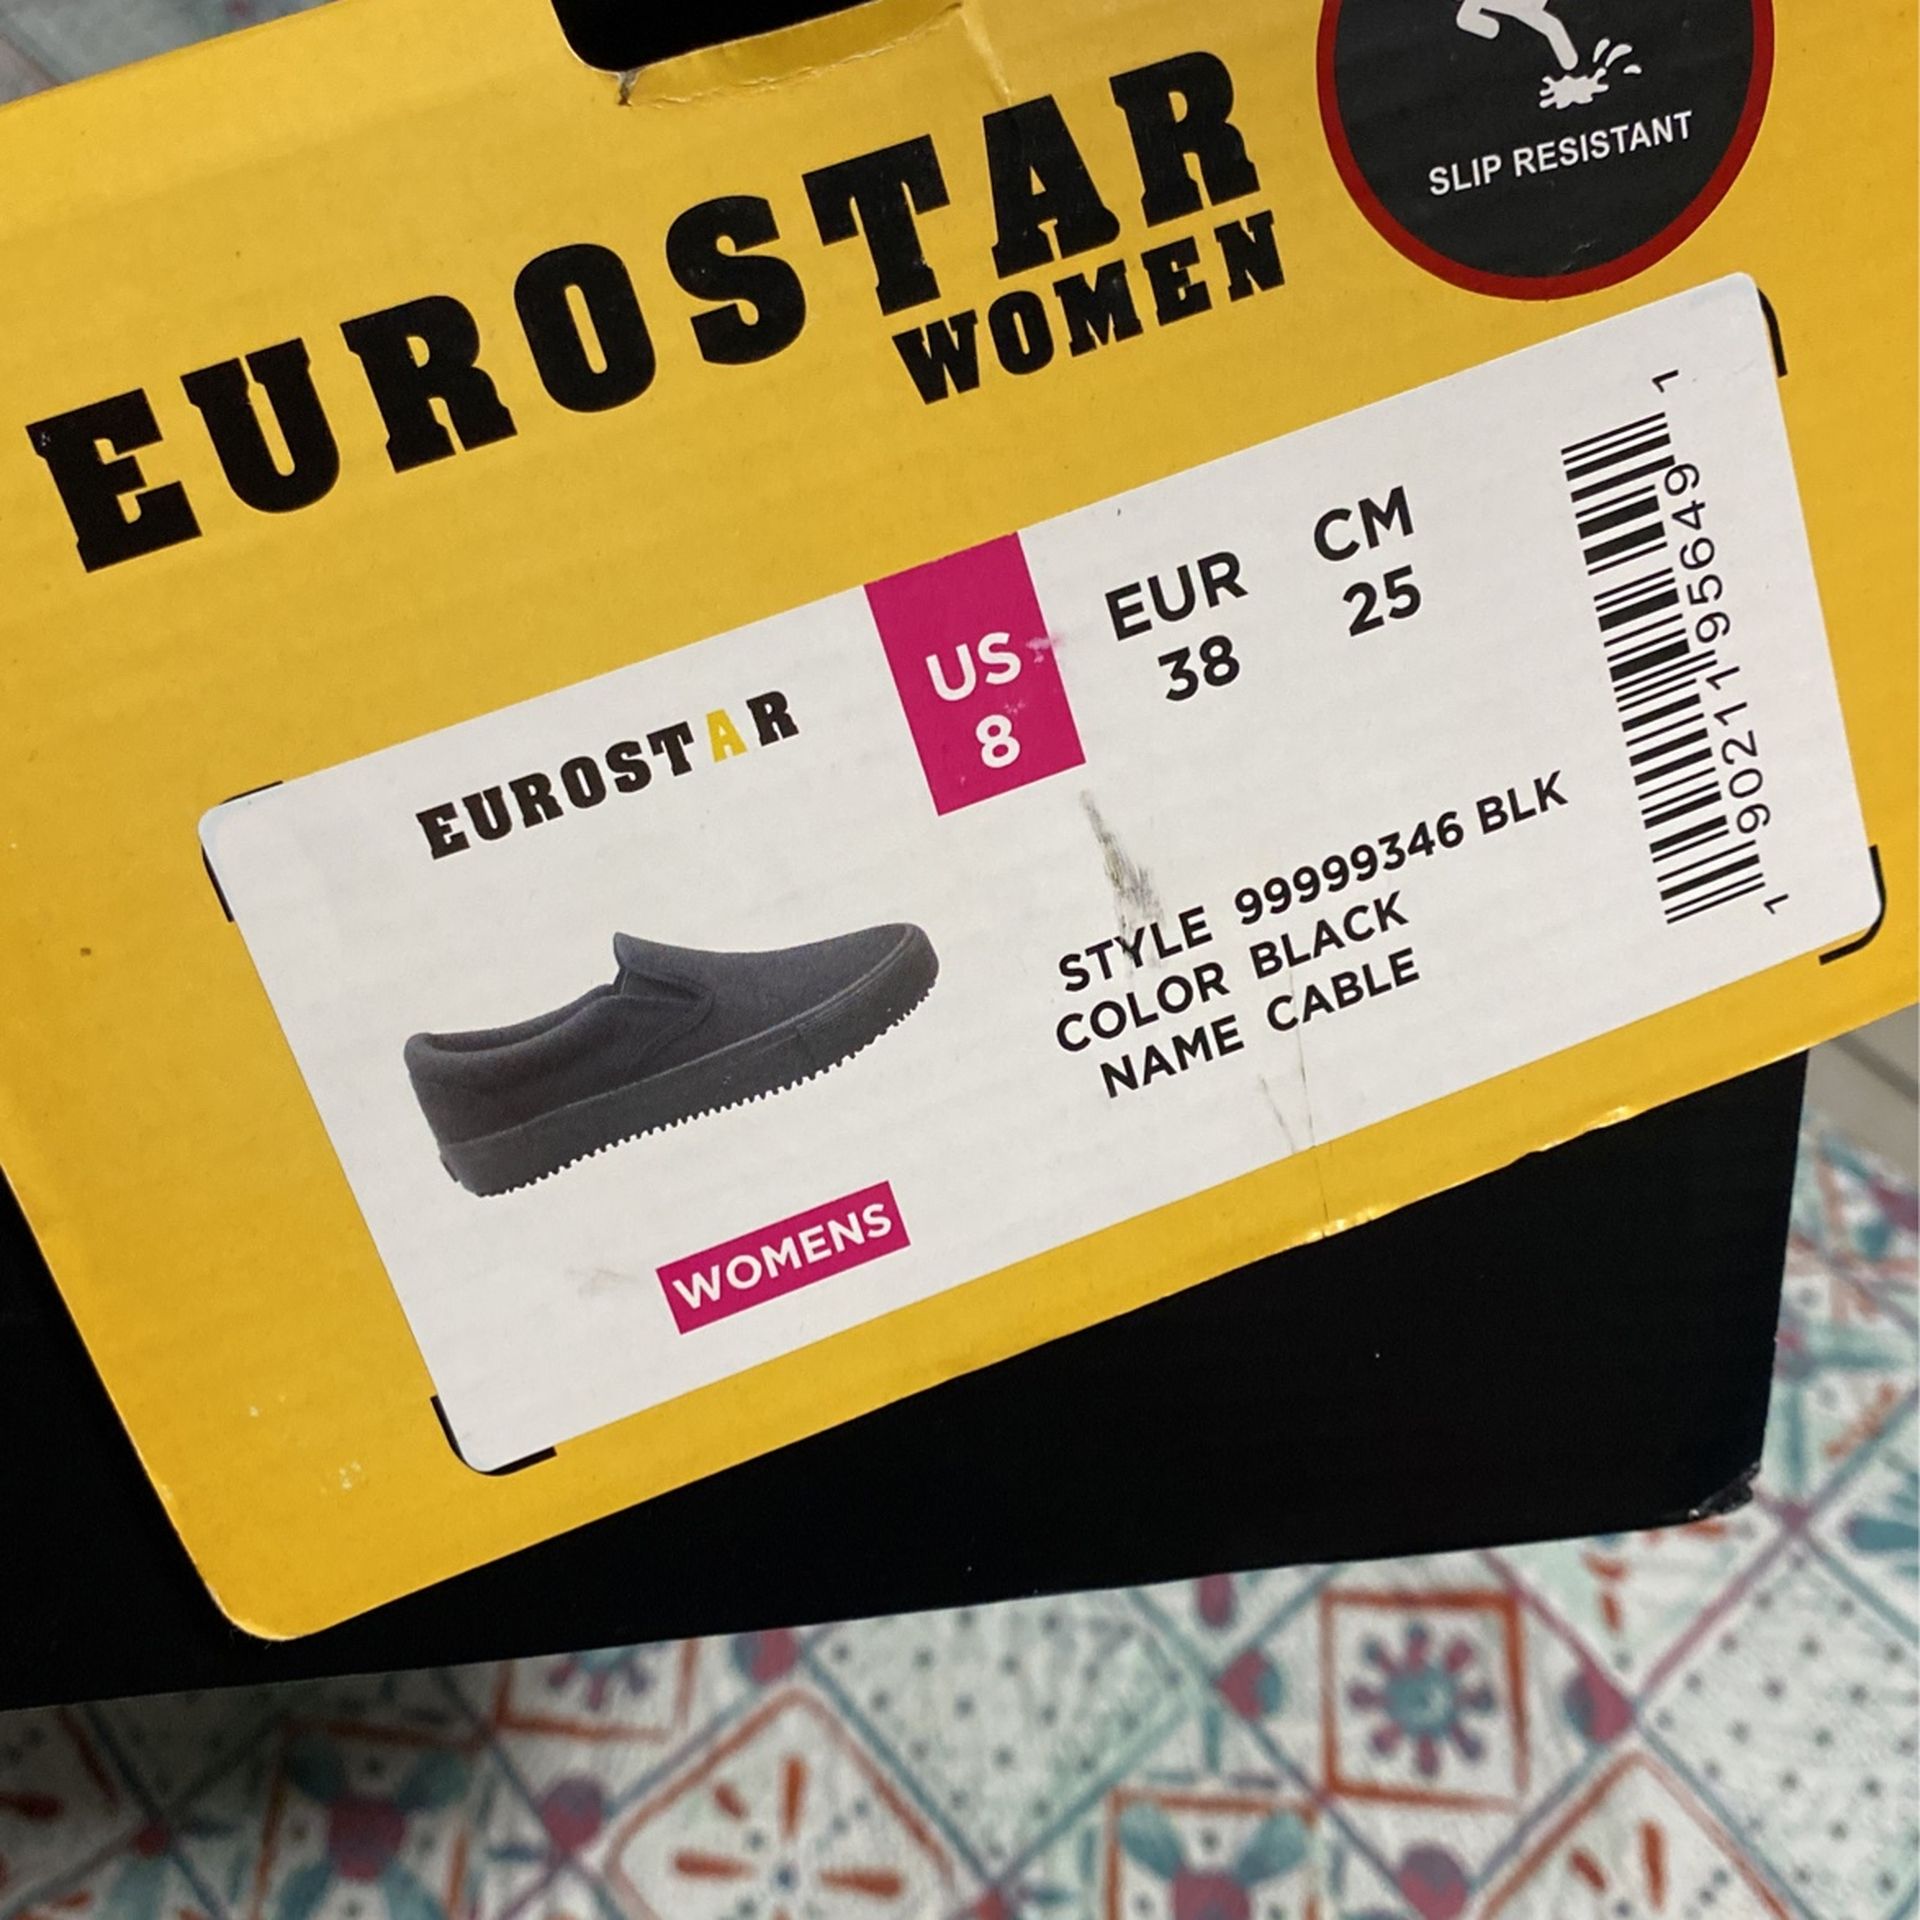 SLIP RESISTANT
EUROSTAR
WOMEN
EUROSTAR
US
8
EUR
38
CM
25
STYLE 99999346 BLK
COLOR BLACK
NAME CABLE
WOMENS
1 90211 95649 1